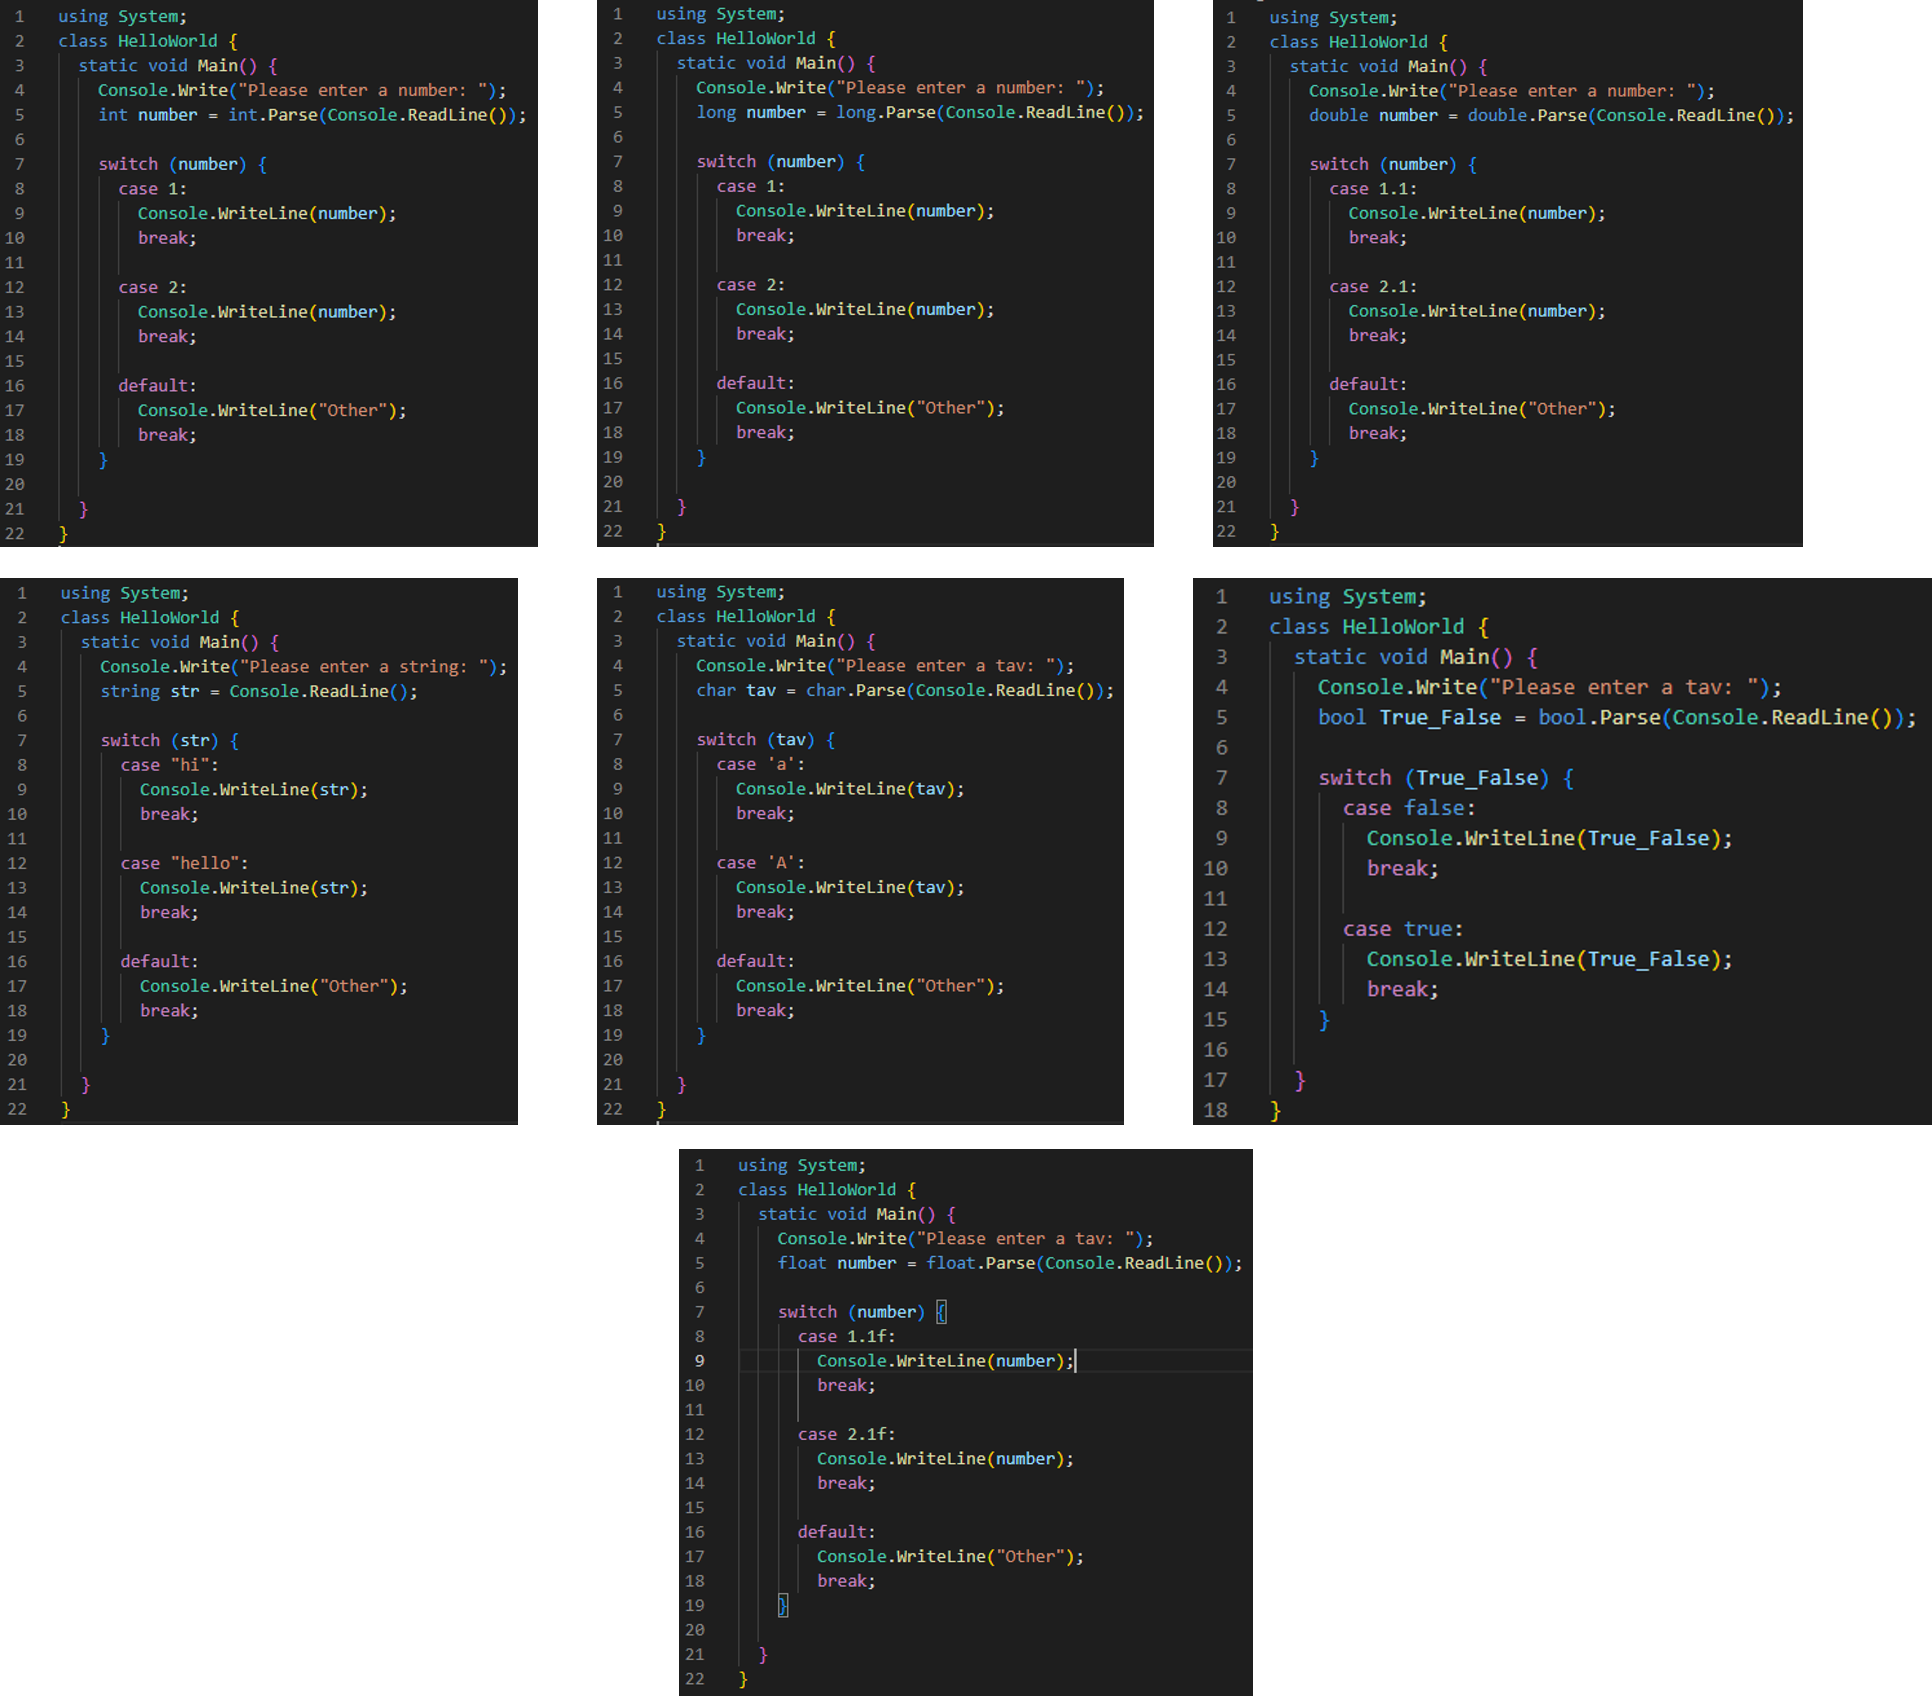 1 using System;
2 class HelloWorld {
3 static void Main() {
4 Console.Write("Please enter a number: ");
5 int number = int.Parse(Console.ReadLine());
6
7 switch (number) {
8 case 1:
9 Console.WriteLine(number);
10 break;
11
12 case 2:
13 Console.WriteLine(number);
14 break;
15
16 default:
17 Console.WriteLine("Other");
18 break;
19 }
20
21 }
22 }
1 using System;
2 class HelloWorld {
3 static void Main() {
4 Console.Write("Please enter a number: ");
5 long number = long.Parse(Console.ReadLine());
6
7 switch (number) {
8 case 1:
9 Console.WriteLine(number);
10 break;
11
12 case 2:
13 Console.WriteLine(number);
14 break;
15
16 default:
17 Console.WriteLine("Other");
18 break;
19 }
20
21 }
22 }
1 using System;
2 class HelloWorld {
3 static void Main() {
4 Console.Write("Please enter a number: ");
5 double number = double.Parse(Console.ReadLine());
6
7 switch (number) {
8 case 1.1:
9 Console.WriteLine(number);
10 break;
11
12 case 2.1:
13 Console.WriteLine(number);
14 break;
15
16 default:
17 Console.WriteLine("Other");
18 break;
19 }
20
21 }
22 }
1 using System;
2 class HelloWorld {
3 static void Main() {
4 Console.Write("Please enter a string: ");
5 string str = Console.ReadLine();
6
7 switch (str) {
8 case "hi":
9 Console.WriteLine(str);
10 break;
11
12 case "hello":
13 Console.WriteLine(str);
14 break;
15
16 default:
17 Console.WriteLine("Other");
18 break;
19 }
20
21 }
22 }
1 using System;
2 class HelloWorld {
3 static void Main() {
4 Console.Write("Please enter a tav: ");
5 char tav = char.Parse(Console.ReadLine());
6
7 switch (tav) {
8 case 'a':
9 Console.WriteLine(tav);
10 break;
11
12 case 'A':
13 Console.WriteLine(tav);
14 break;
15
16 default:
17 Console.WriteLine("Other");
18 break;
19 }
20
21 }
22 }
1 using System;
2 class HelloWorld {
3 static void Main() {
4 Console.Write("Please enter a tav: ");
5 bool True_False = bool.Parse(Console.ReadLine());
6
7 switch (True_False) {
8 case false:
9 Console.WriteLine(True_False);
10 break;
11
12 case true:
13 Console.WriteLine(True_False);
14 break;
15 }
16
17 }
18 }
1 using System;
2 class HelloWorld {
3 static void Main() {
4 Console.Write("Please enter a tav: ");
5 float number = float.Parse(Console.ReadLine());
6
7 switch (number) {
8 case 1.1f:
9 Console.WriteLine(number);
10 break;
11
12 case 2.1f:
13 Console.WriteLine(number);
14 break;
15
16 default:
17 Console.WriteLine("Other");
18 break;
19 }
20
21 }
22 }